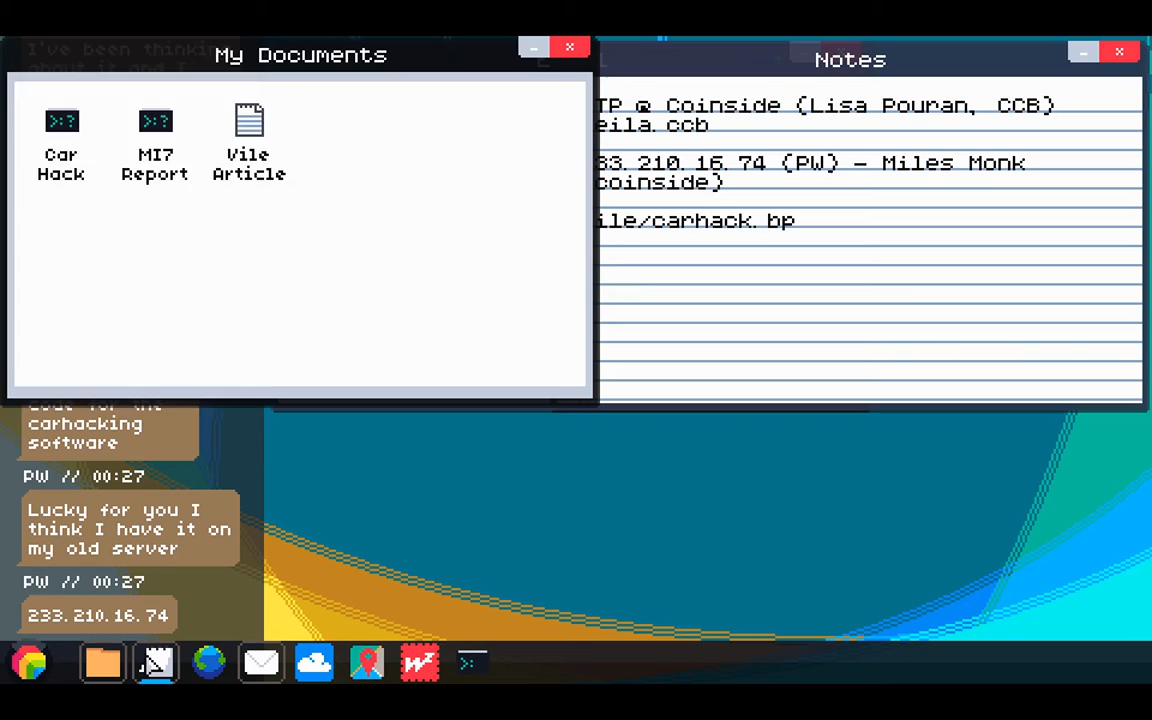 I've been thinking
about it and I
My Documents
Car
Hack
MI7
Report
Vile
Article
Notes
TP @ Coinside (Lisa Pouran, CCB)
eila.ccb
33.210.16.74 (PW) - Miles Monk
coinside)
ile/carhack.bp
code for the
carhacking
software
PW // 00:27
Lucky for you I
think I have it on
my old server
PW // 00:27
233.210.16.74